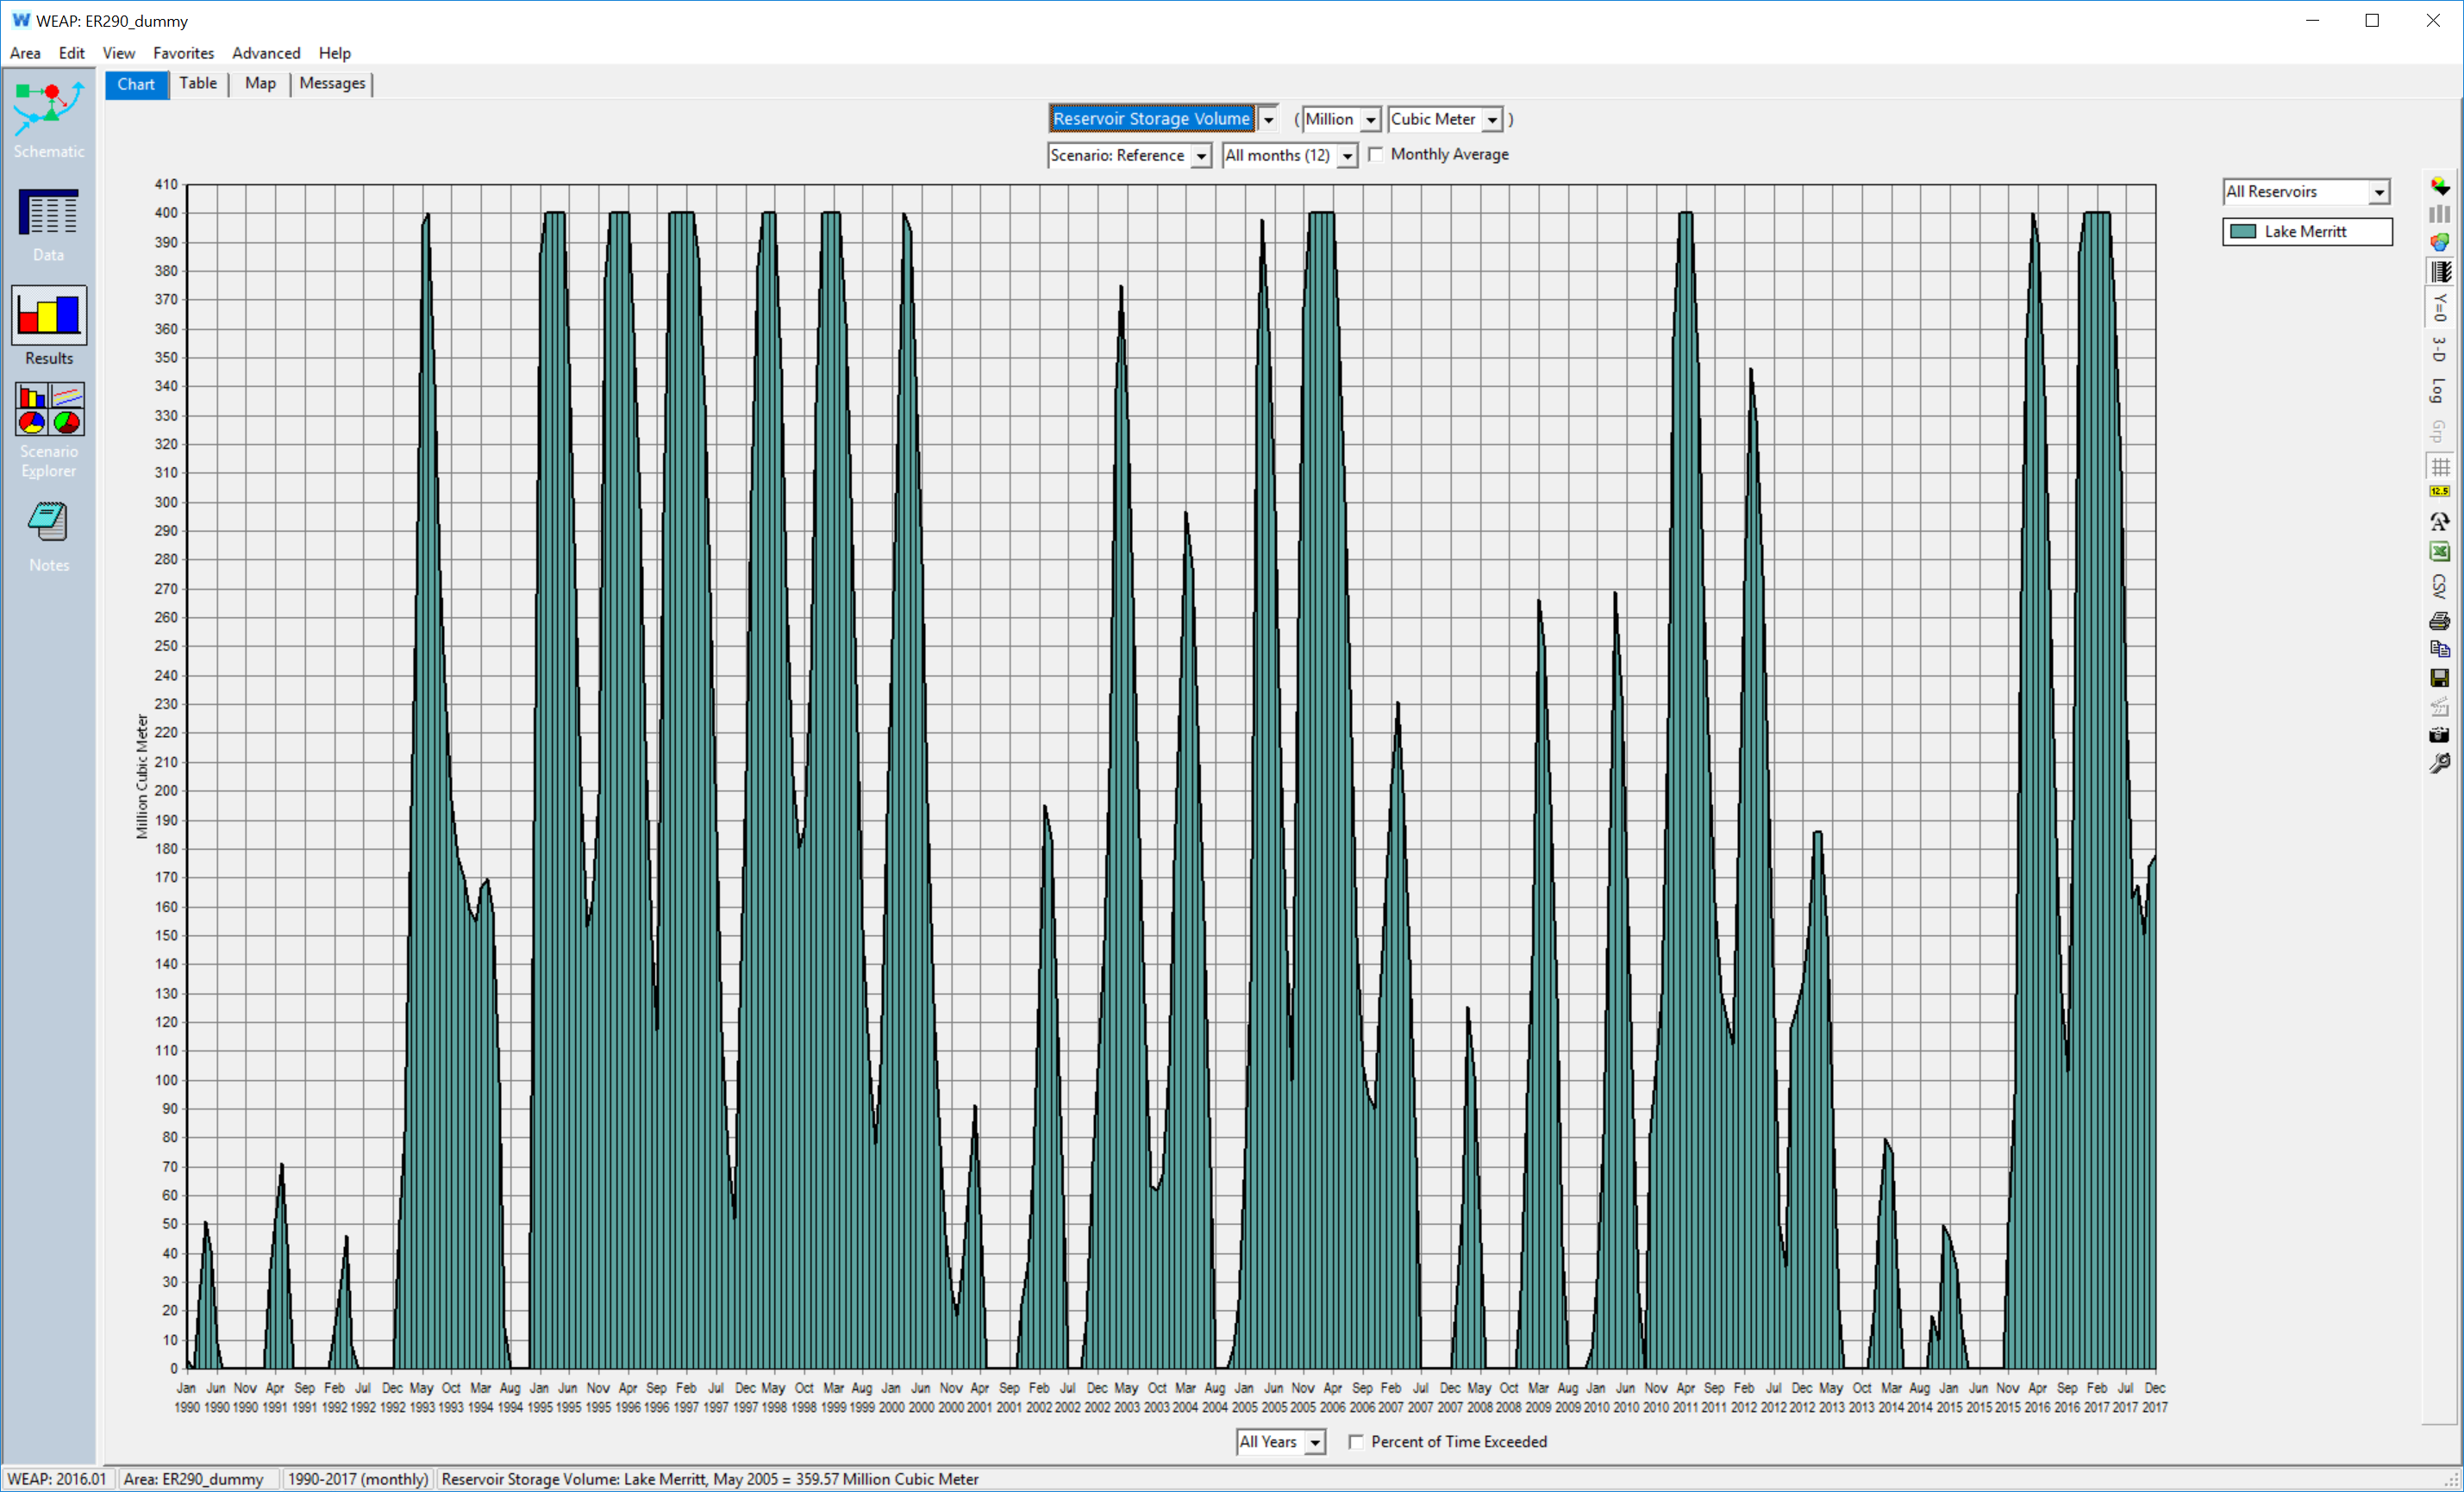 WEAP: ER290_dummy
Area Edit View Favorites Advanced Help
Chart Table Map Messages
Schematic
Data
Results
Scenario
Explorer
Notes
Reservoir Storage Volume ( Million Cubic Meter )
Scenario: Reference All months (12) Monthly Average
All Reservoirs
Lake Merritt
Million Cubic Meter
410
400
390
380
370
360
350
340
330
320
310
300
290
280
270
260
250
240
230
220
210
200
190
180
170
160
150
140
130
120
110
100
90
80
70
60
50
40
30
20
10
0
Jan Jun Nov Apr Sep Feb Jul Dec May Oct Mar Aug Jan Jun Nov Apr Sep Feb Jul Dec May Oct Mar Aug Jan Jun Nov Apr Sep Feb Jul Dec May Oct Mar Aug Jan Jun Nov Apr Sep Feb Jul Dec May Oct Mar Aug Jan Jun Nov Apr Sep Feb Jul Dec May Oct Mar Aug Jan Jun Nov Apr Sep Feb Jul Dec
1990 1990 1990 1991 1991 1992 1992 1992 1993 1993 1994 1994 1995 1995 1995 1996 1996 1997 1997 1997 1998 1998 1999 1999 2000 2000 2000 2001 2001 2002 2002 2002 2003 2003 2004 2004 2005 2005 2005 2006 2006 2007 2007 2007 2008 2008 2009 2009 2010 2010 2010 2011 2011 2012 2012 2012 2013 2013 2014 2014 2015 2015 2015 2016 2016 2017 2017 2017
Y=0
3-D
Log
Grp
12.5
A
CSV
All Years Percent of Time Exceeded
WEAP: 2016.01 Area: ER290_dummy 1990-2017 (monthly) Reservoir Storage Volume: Lake Merritt, May 2005 = 359.57 Million Cubic Meter